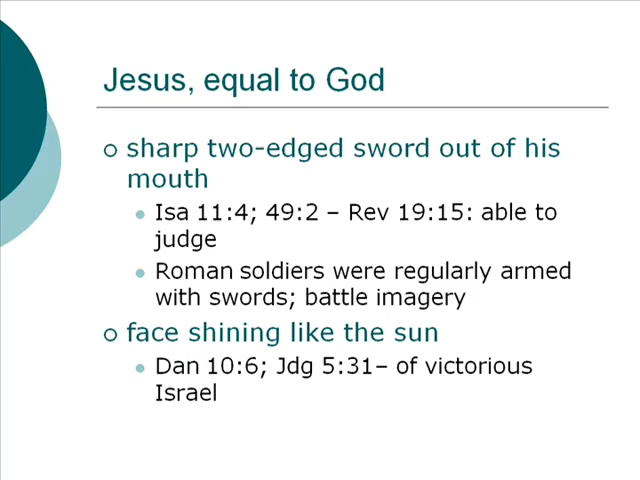 Jesus, equal to God
sharp two-edged sword out of his
mouth
Isa 11:4; 49:2 – Rev 19:15: able to
judge
Roman soldiers were regularly armed
with swords; battle imagery
face shining like the sun
Dan 10:6; Jdg 5:31– of victorious
Israel